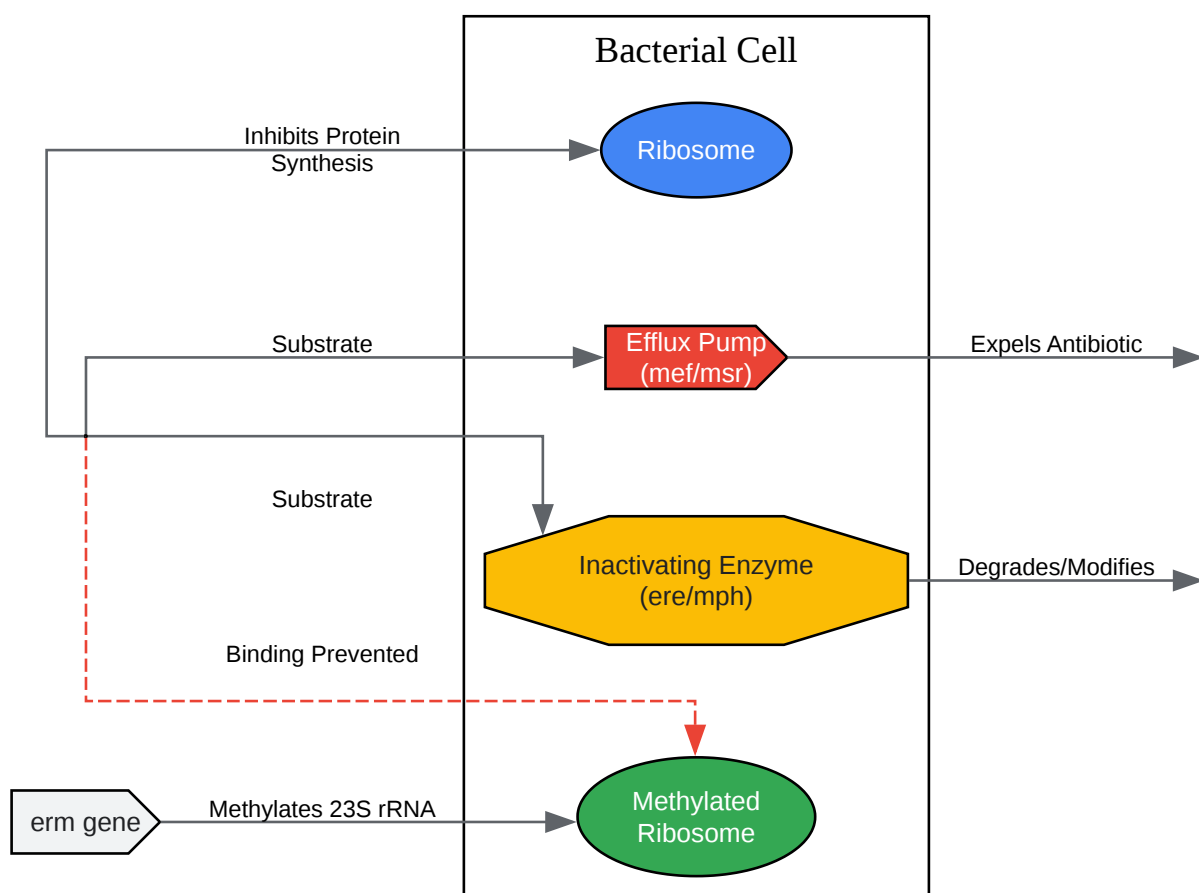 Bacterial Cell
Inhibits Protein
Synthesis
Ribosome
Substrate
Efflux Pump
(mef/msr)
Expels Antibiotic
Substrate
Inactivating Enzyme
(ere/mph)
Degrades/Modifies
Binding Prevented
erm gene
Methylates 23S rRNA
Methylated
Ribosome